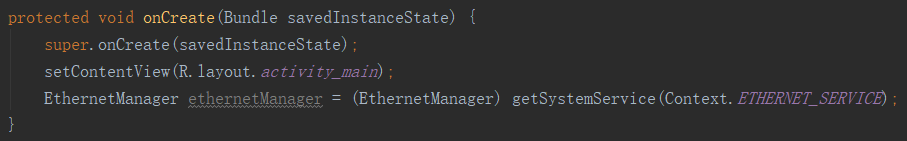 protected void onCreate(Bundle savedInstanceState) {
    super.onCreate(savedInstanceState);
    setContentView(R.layout.activity_main);
    EthernetManager ethernetManager = (EthernetManager) getSystemService(Context.ETHERNET_SERVICE);
}